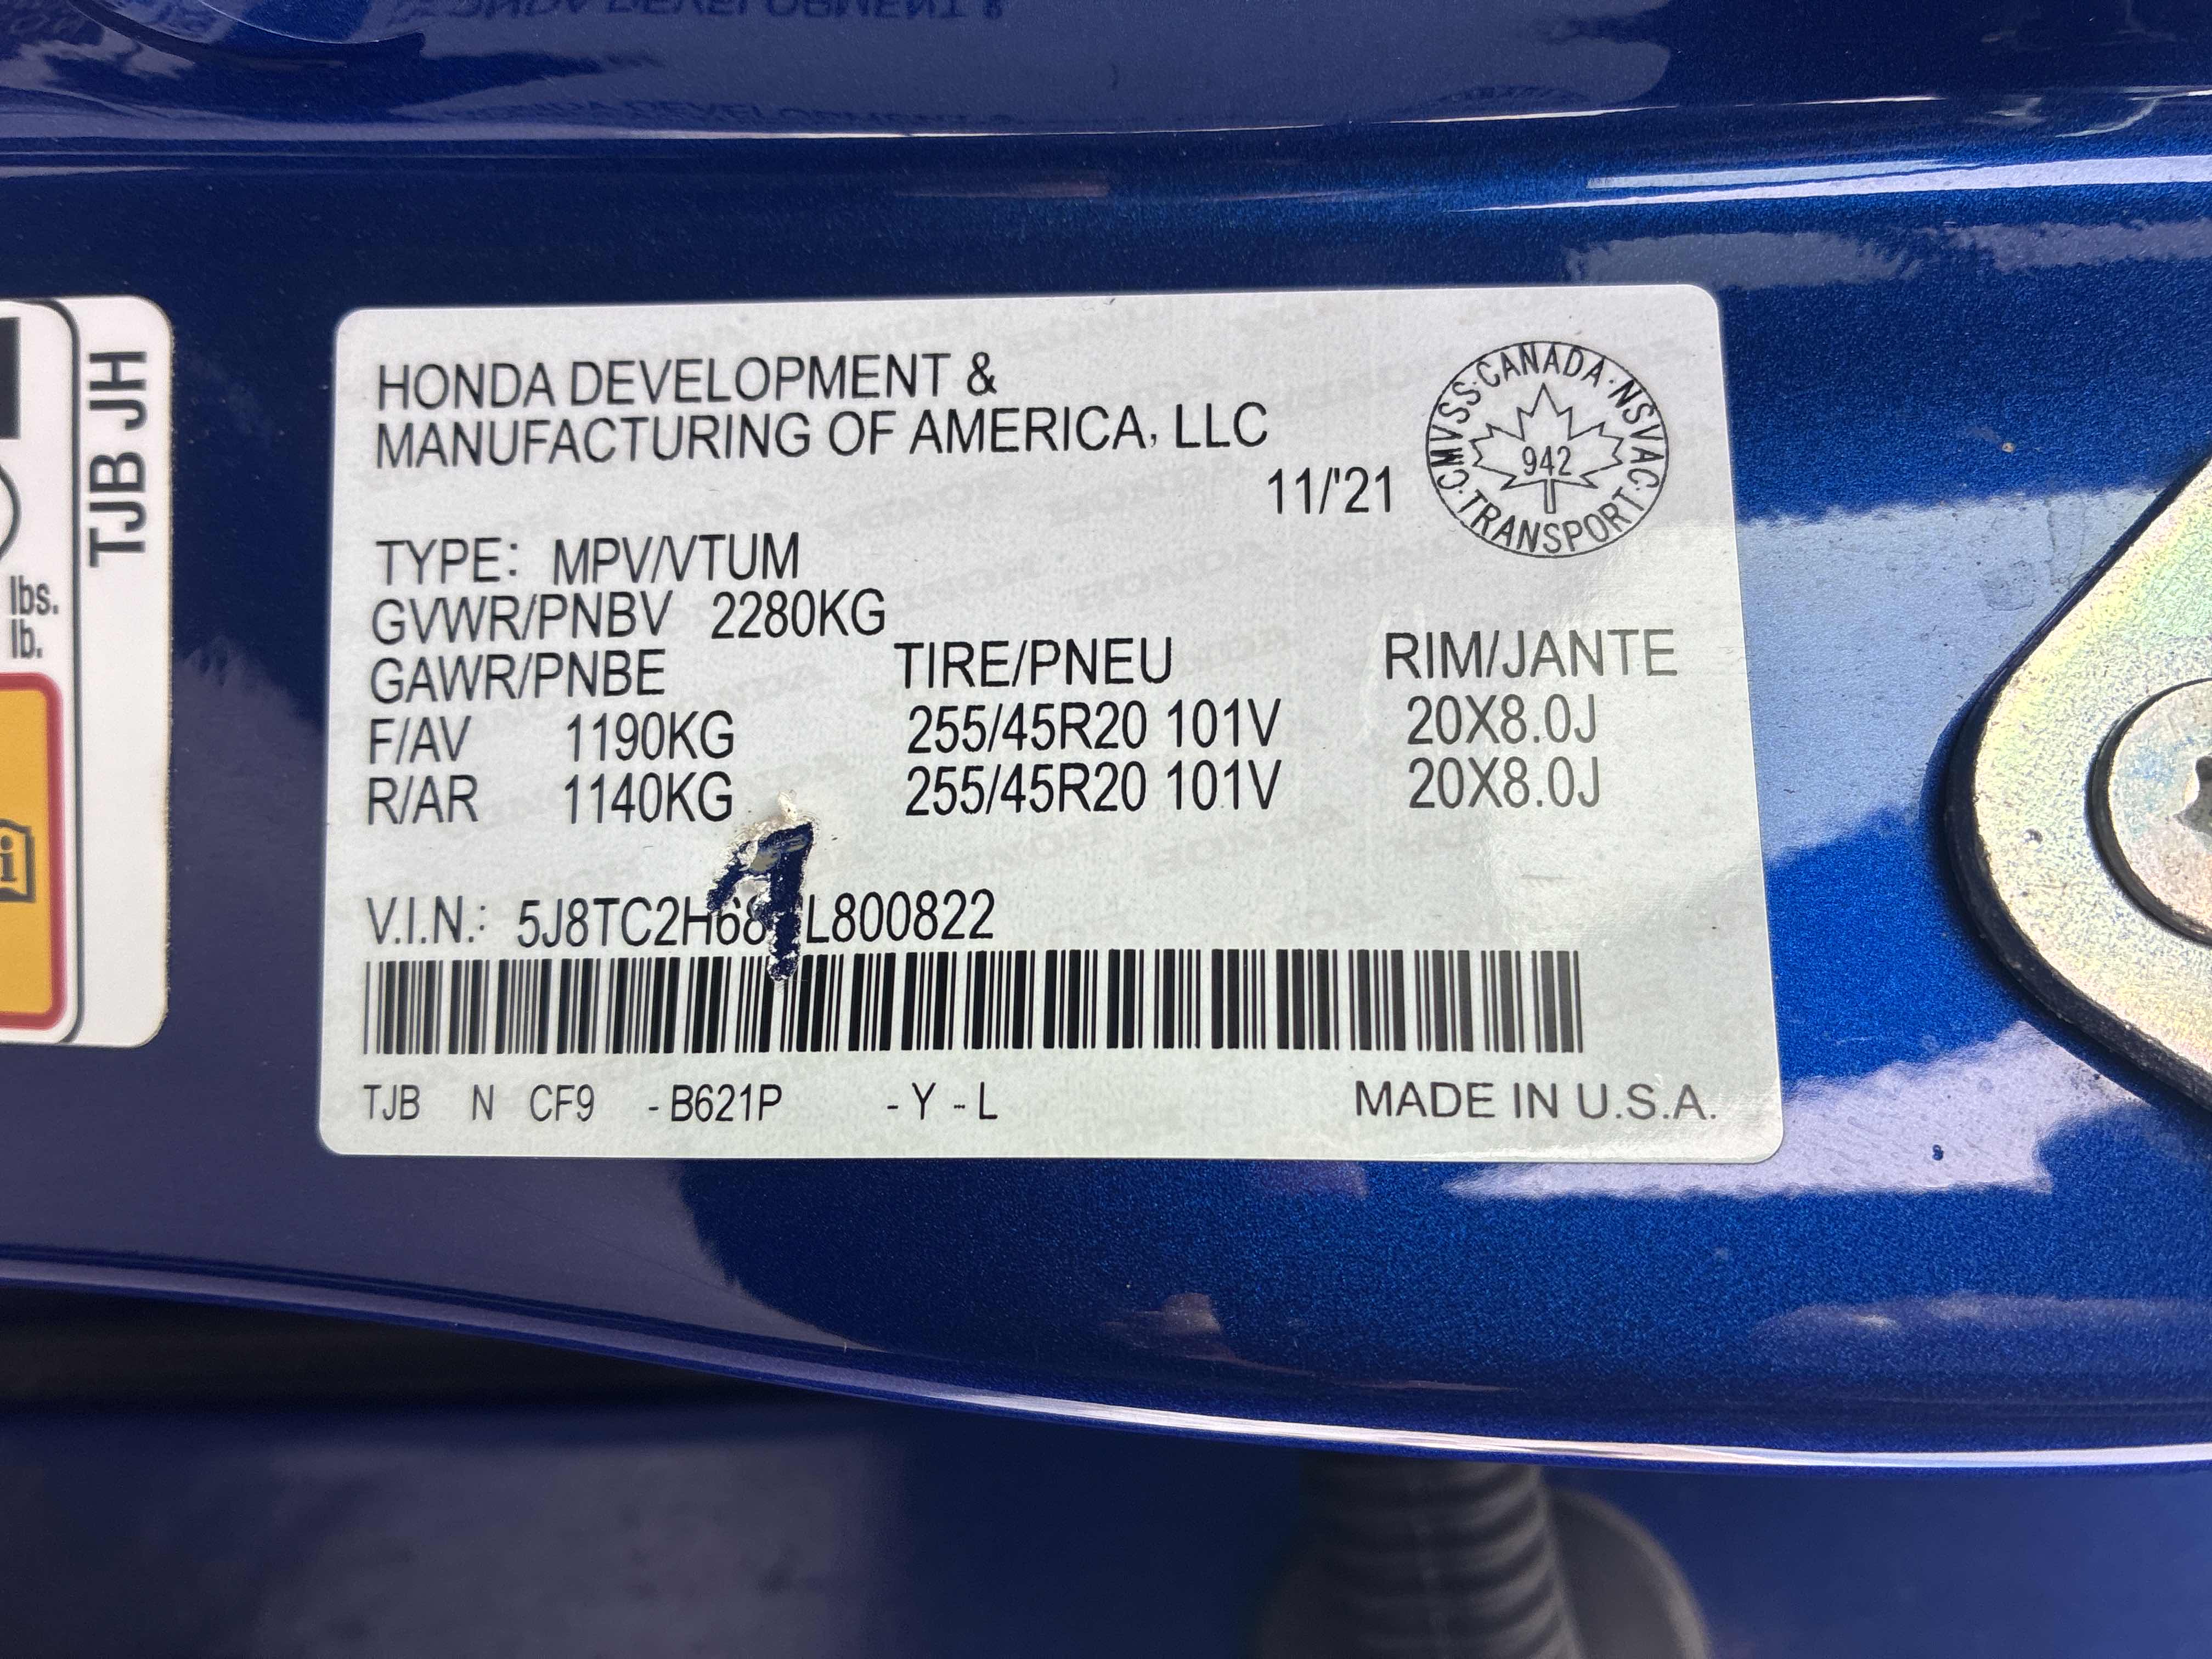 HONDA DEVELOPMENT &
MANUFACTURING OF AMERICA, LLC
11/'21
CMVSS · CANADA · NSVAC · TRANSPORT ·
942
TYPE: MPV/VTUM
GVWR/PNBV 2280KG
GAWR/PNBE TIRE/PNEU RIM/JANTE
F/AV 1190KG 255/45R20 101V 20X8.0J
R/AR 1140KG 255/45R20 101V 20X8.0J
V.I.N.: 5J8TC2H68 L800822
TJB N CF9 - B621P - Y - L MADE IN U.S.A.
TJB JH
lbs.
lb.